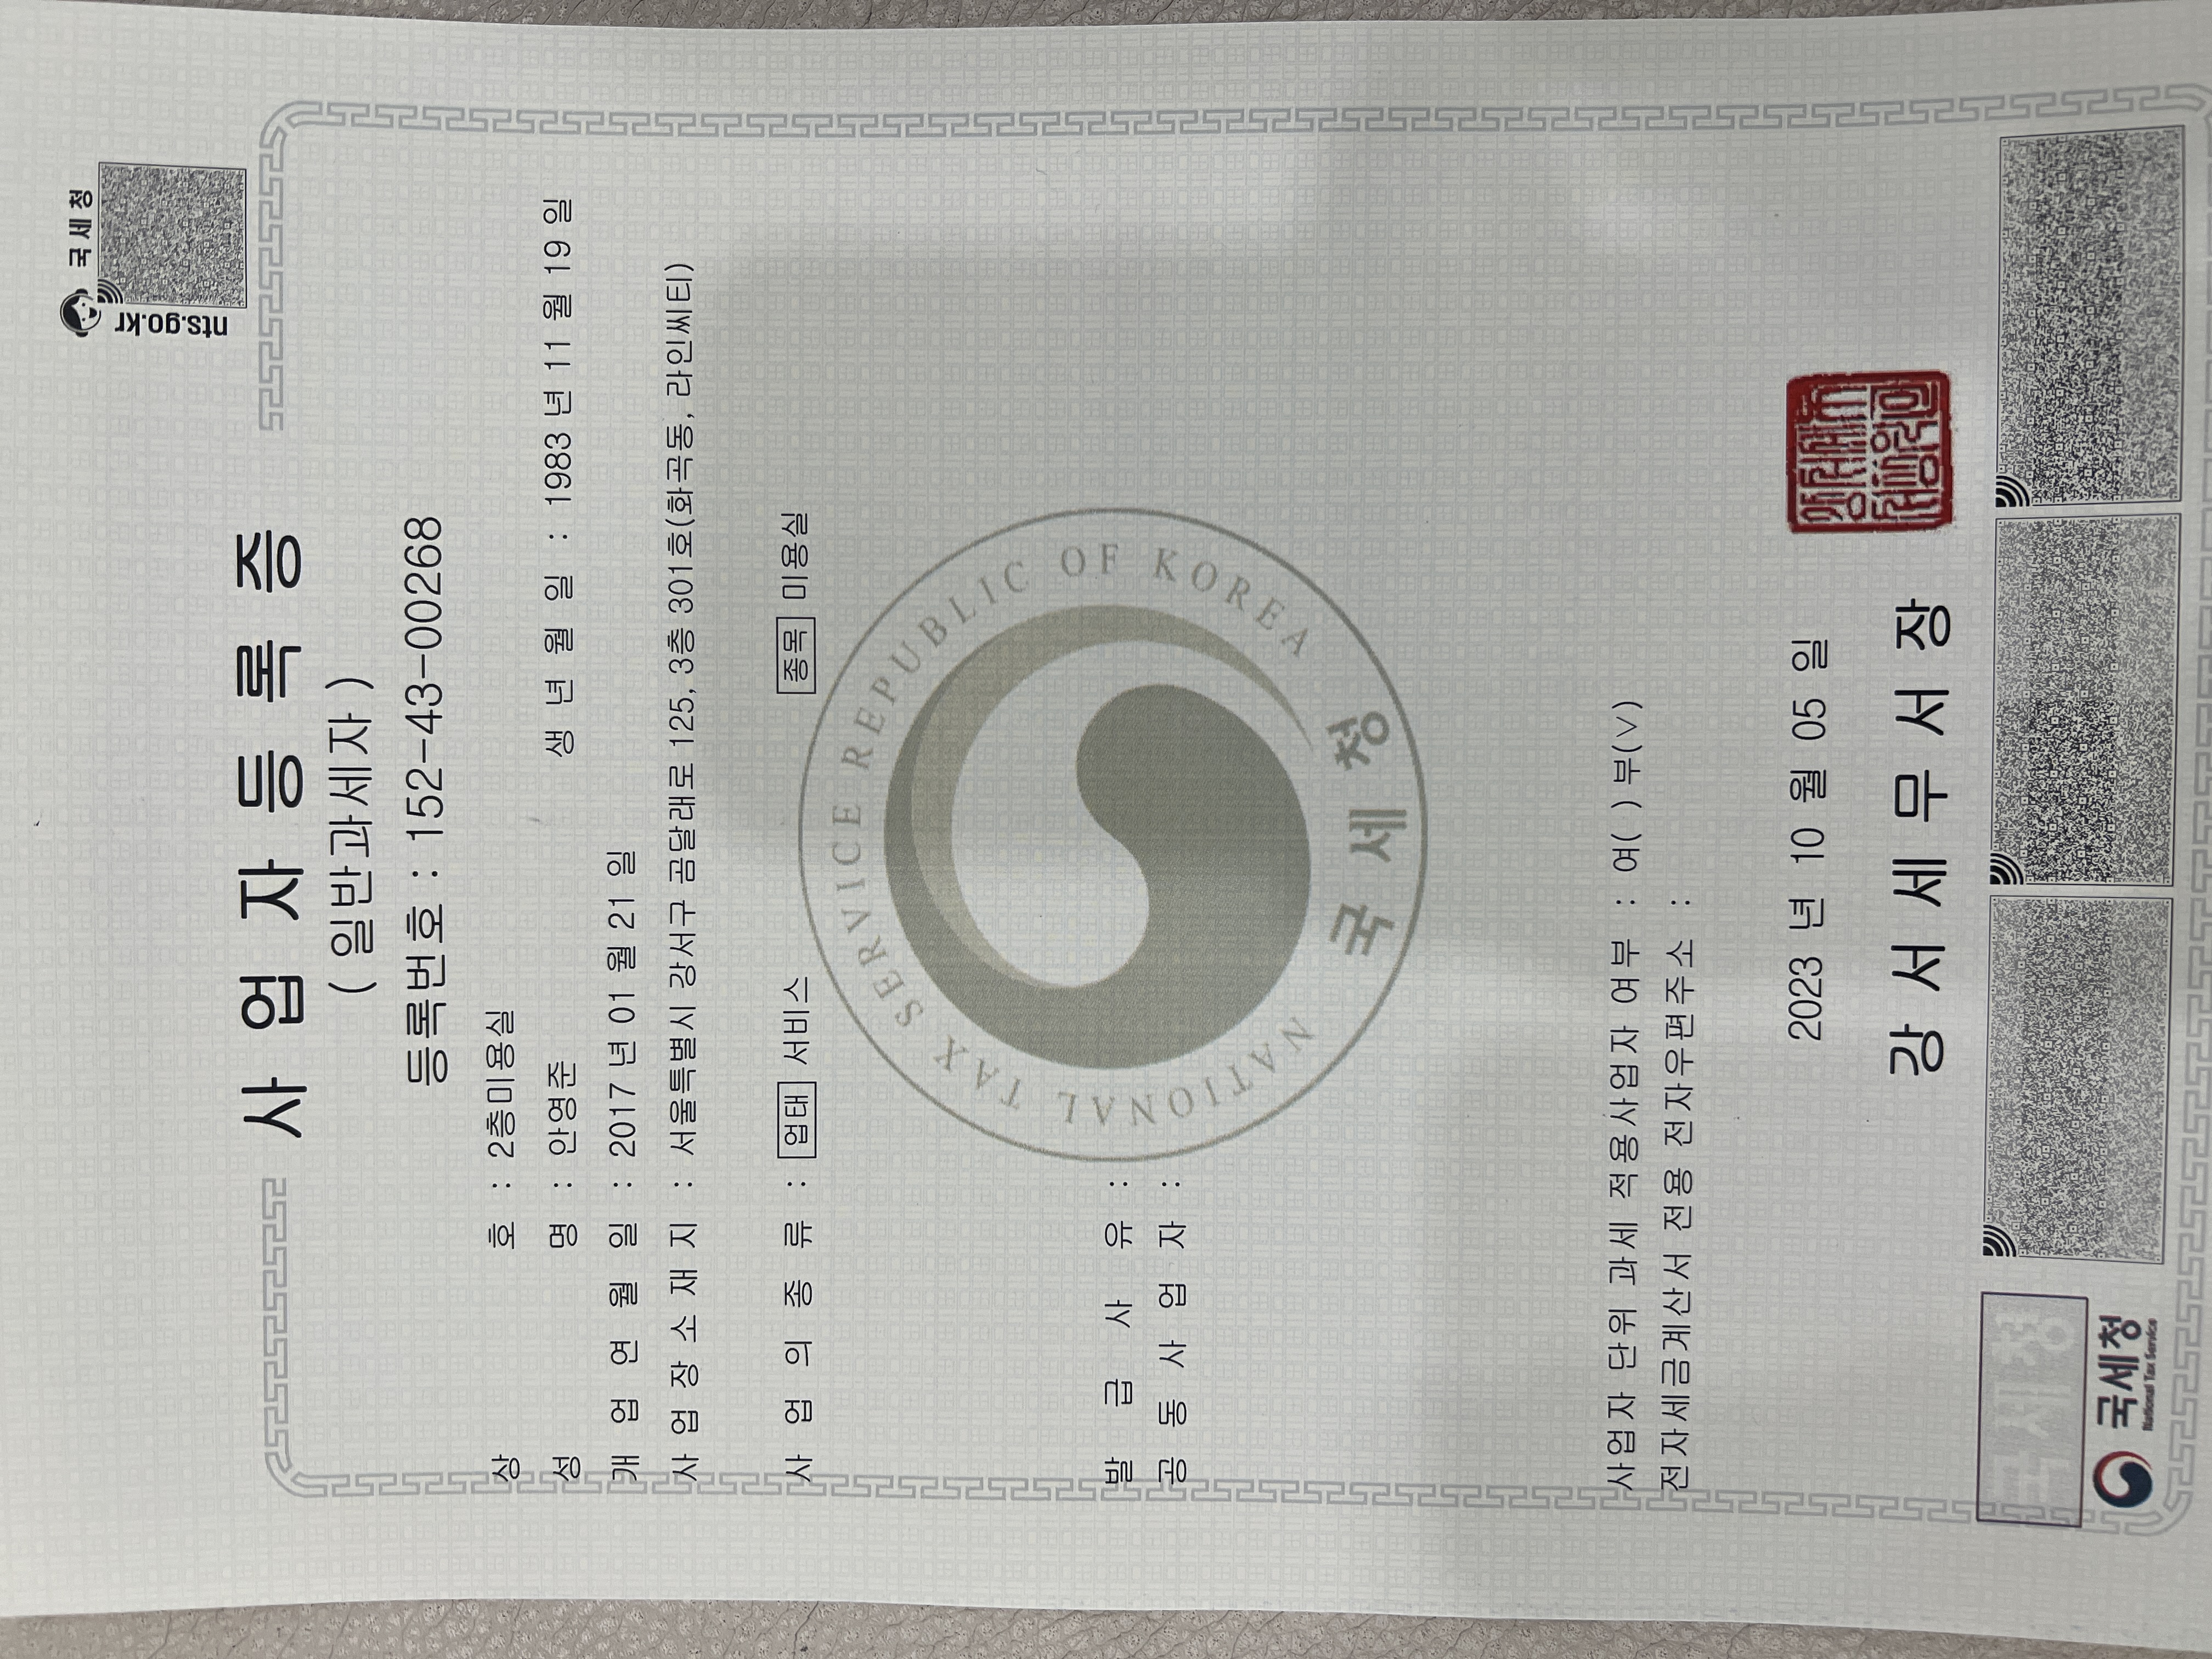 국세청
nts.go.kr
사업자등록증
( 일반과세자 )
등록번호 : 152-43-00268
상 호 : 2층미용실
성 명 : 안영준 생 년 월 일 : 1983 년 11 월 19 일
개 업 연 월 일 : 2017 년 01 월 21 일
사 업 장 소 재 지 : 서울특별시 강서구 곰달래로 125, 3층 301호(화곡동, 라인씨티)
사 업 의 종 류 : 업태 서비스 종목 미용실
NATIONAL TAX SERVICE REPUBLIC OF KOREA
국세청
발 급 사 유 :
공 동 사 업 자 :
사업자 단위 과세 적용사업자 여부 : 여( ) 부(∨)
전자세금계산서 전용 전자우편주소 :
2023 년 10 월 05 일
강 서 세 무 서 장
국세청
국세청
National Tax Service